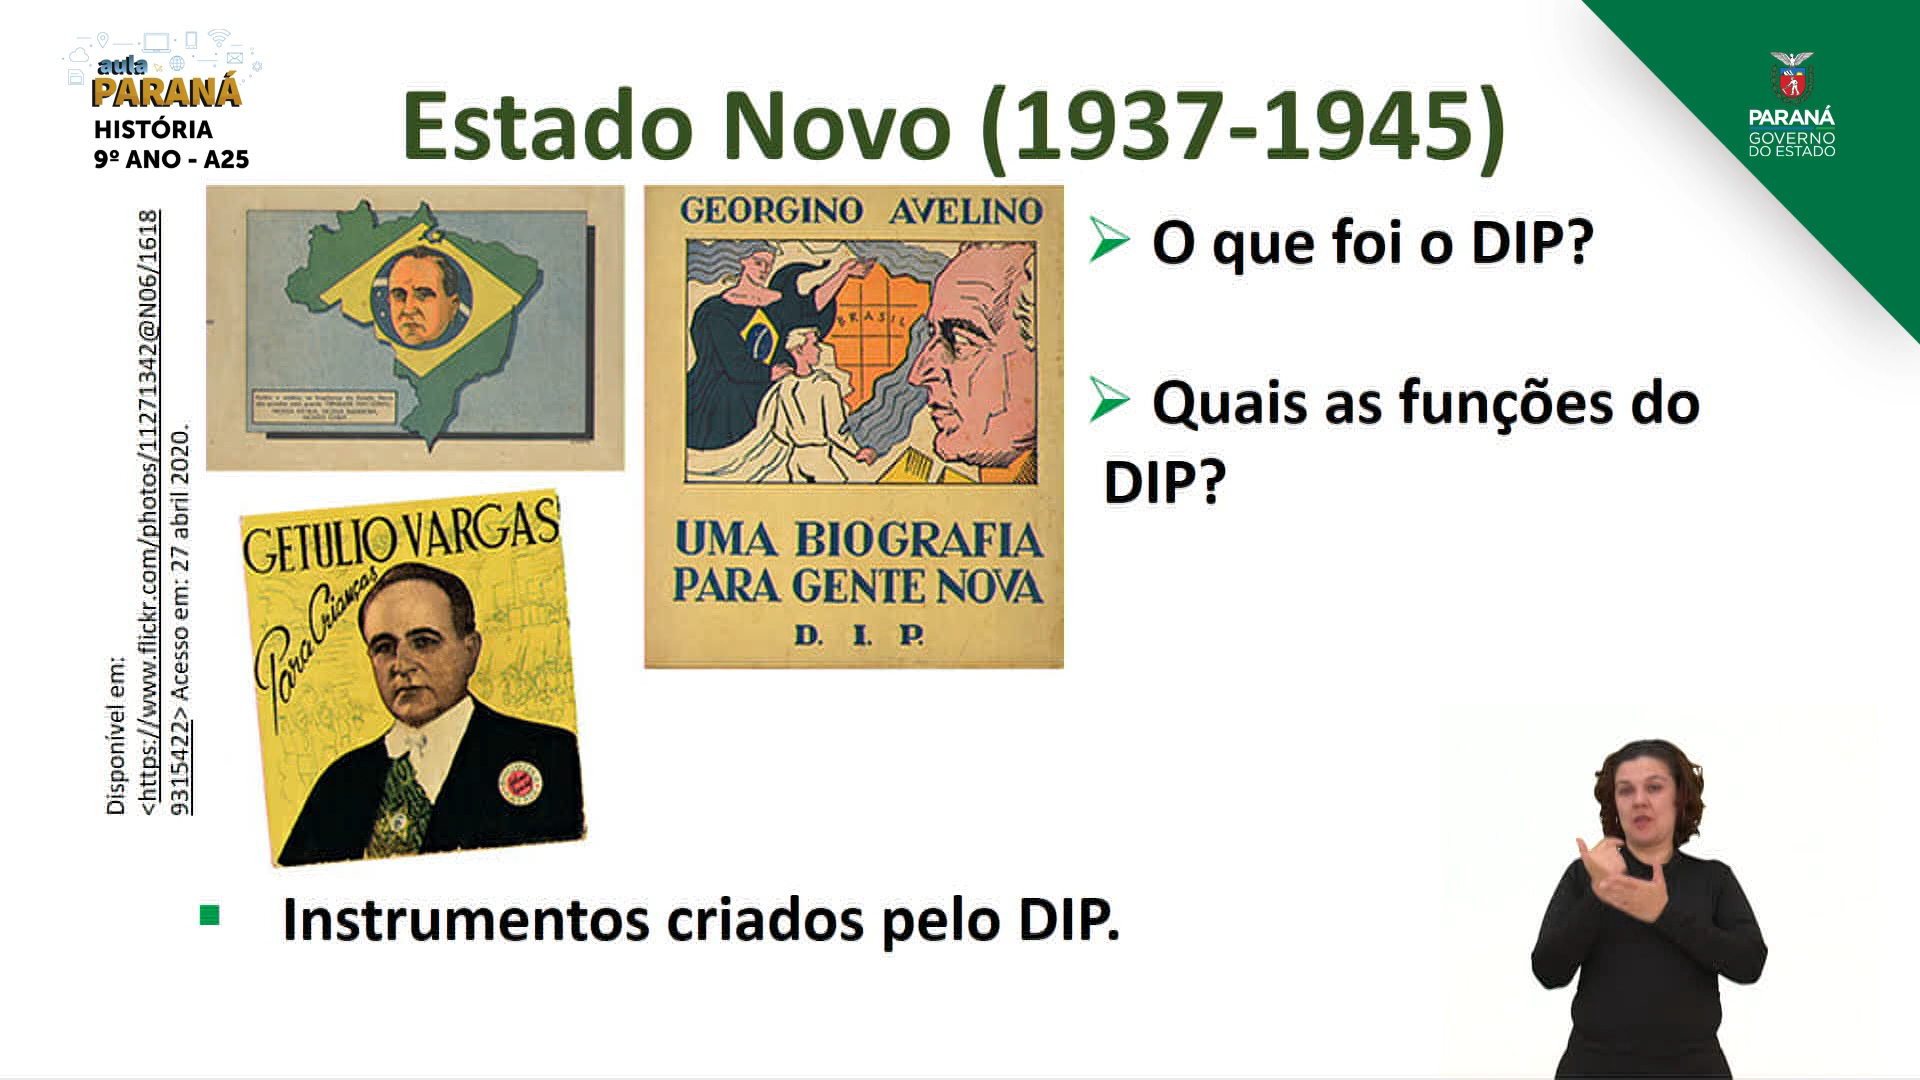 aula
PARANÁ
HISTÓRIA
9º ANO - A25
Estado Novo (1937-1945)
PARANÁ
GOVERNO
DO ESTADO
Disponível em:
<https://www.flickr.com/photos/11271342@N06/1618
9315422> Acesso em: 27 abril 2020.
GEORGINO AVELINO
BRASIL
UMA BIOGRAFIA
PARA GENTE NOVA
D. I. P.
GETULIO VARGAS
Para Crianças
O que foi o DIP?
Quais as funções do
DIP?
Instrumentos criados pelo DIP.